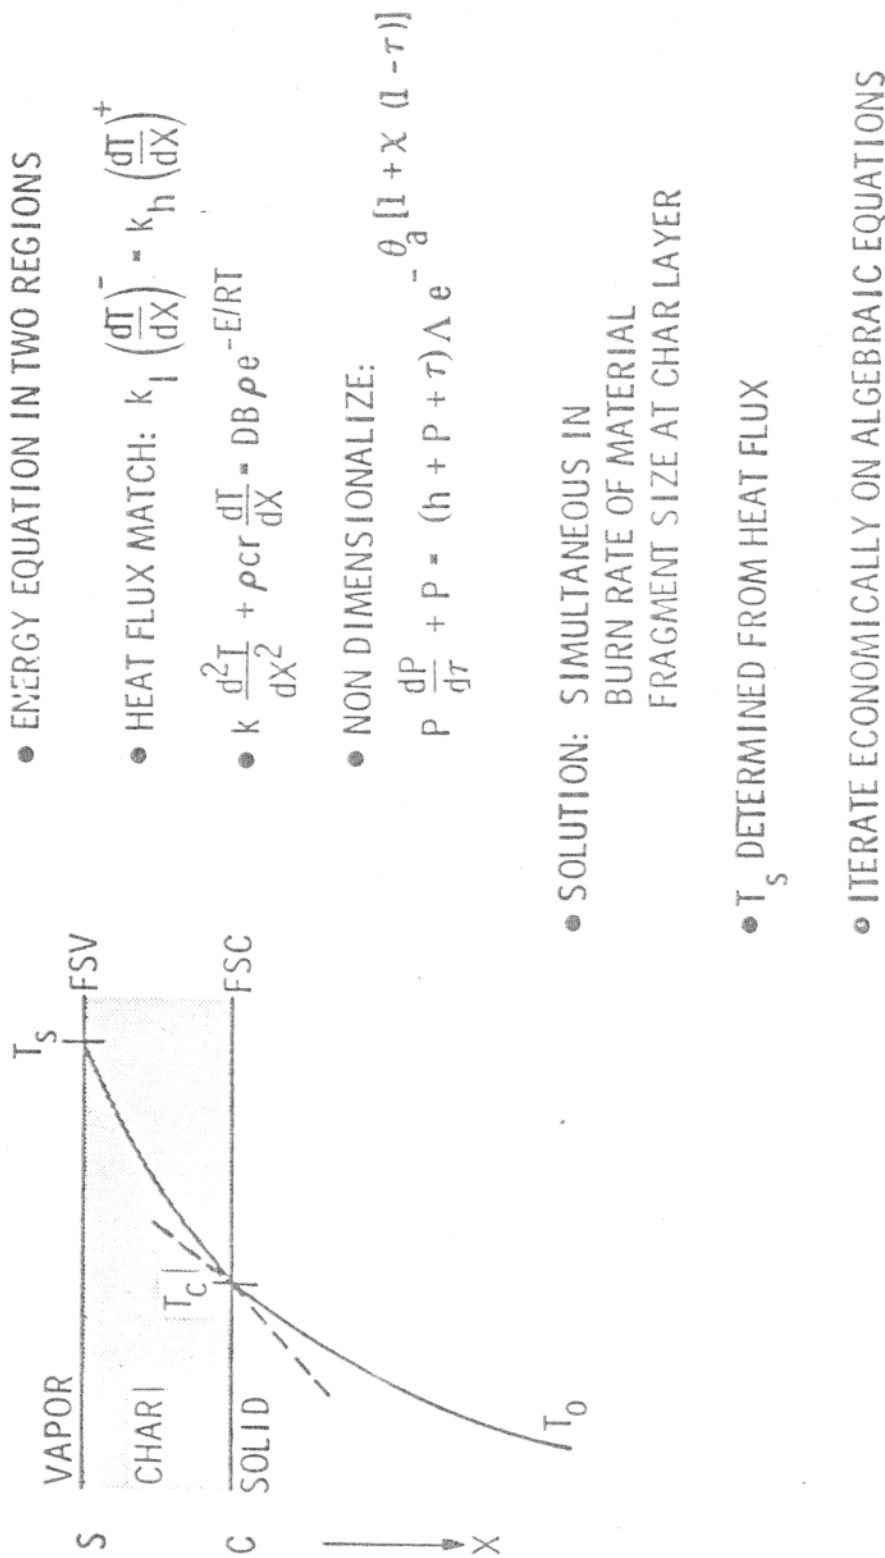 S VAPOR T_s FSV
CHAR
T_c
C SOLID FSC
X
T_0
• ENERGY EQUATION IN TWO REGIONS
• HEAT FLUX MATCH: k_l (dT/dX)^- = k_h (dT/dX)^+
• k d²T/dX² + ρcr dT/dX = DBρe^{-E/RT}
• NON DIMENSIONALIZE:
P dP/dτ + P = (h + P + τ) Λ e^{-θ_a [1 + χ (1 - τ)]}
• SOLUTION: SIMULTANEOUS IN
BURN RATE OF MATERIAL
FRAGMENT SIZE AT CHAR LAYER
• T_s DETERMINED FROM HEAT FLUX
• ITERATE ECONOMICALLY ON ALGEBRAIC EQUATIONS